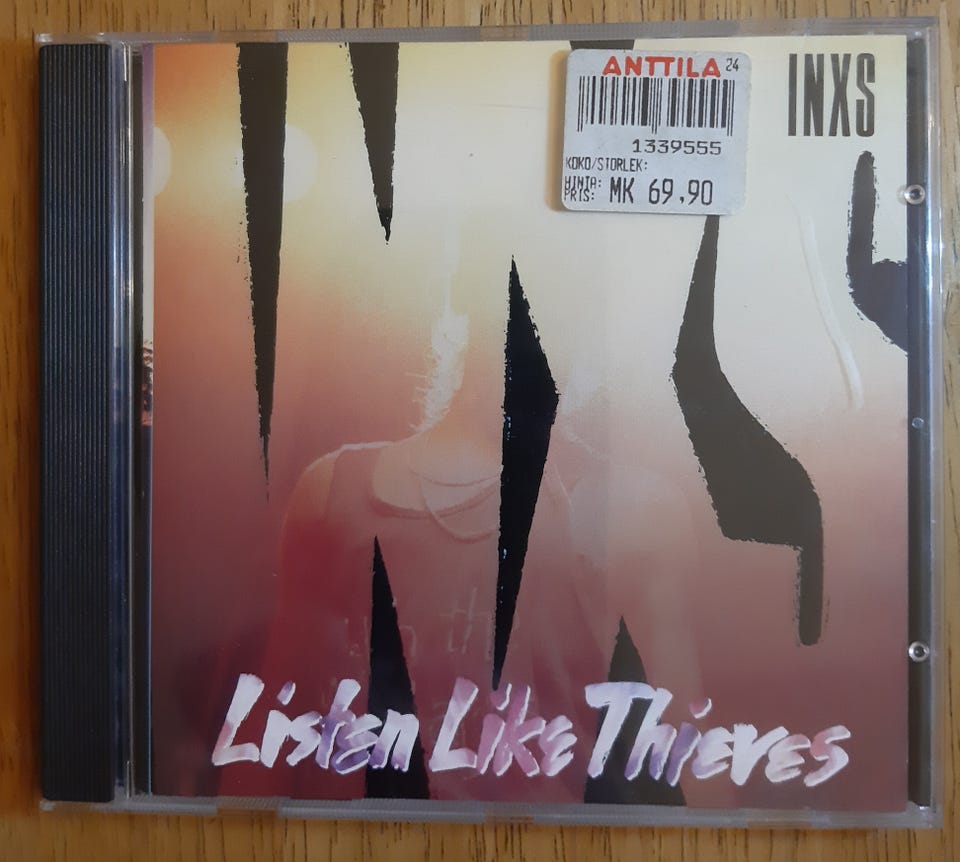 ANTTILA 24
1339555
KOKO/STORLEK:
HINTA:
PRIS: MK 69,90
INXS
Listen Like Thieves